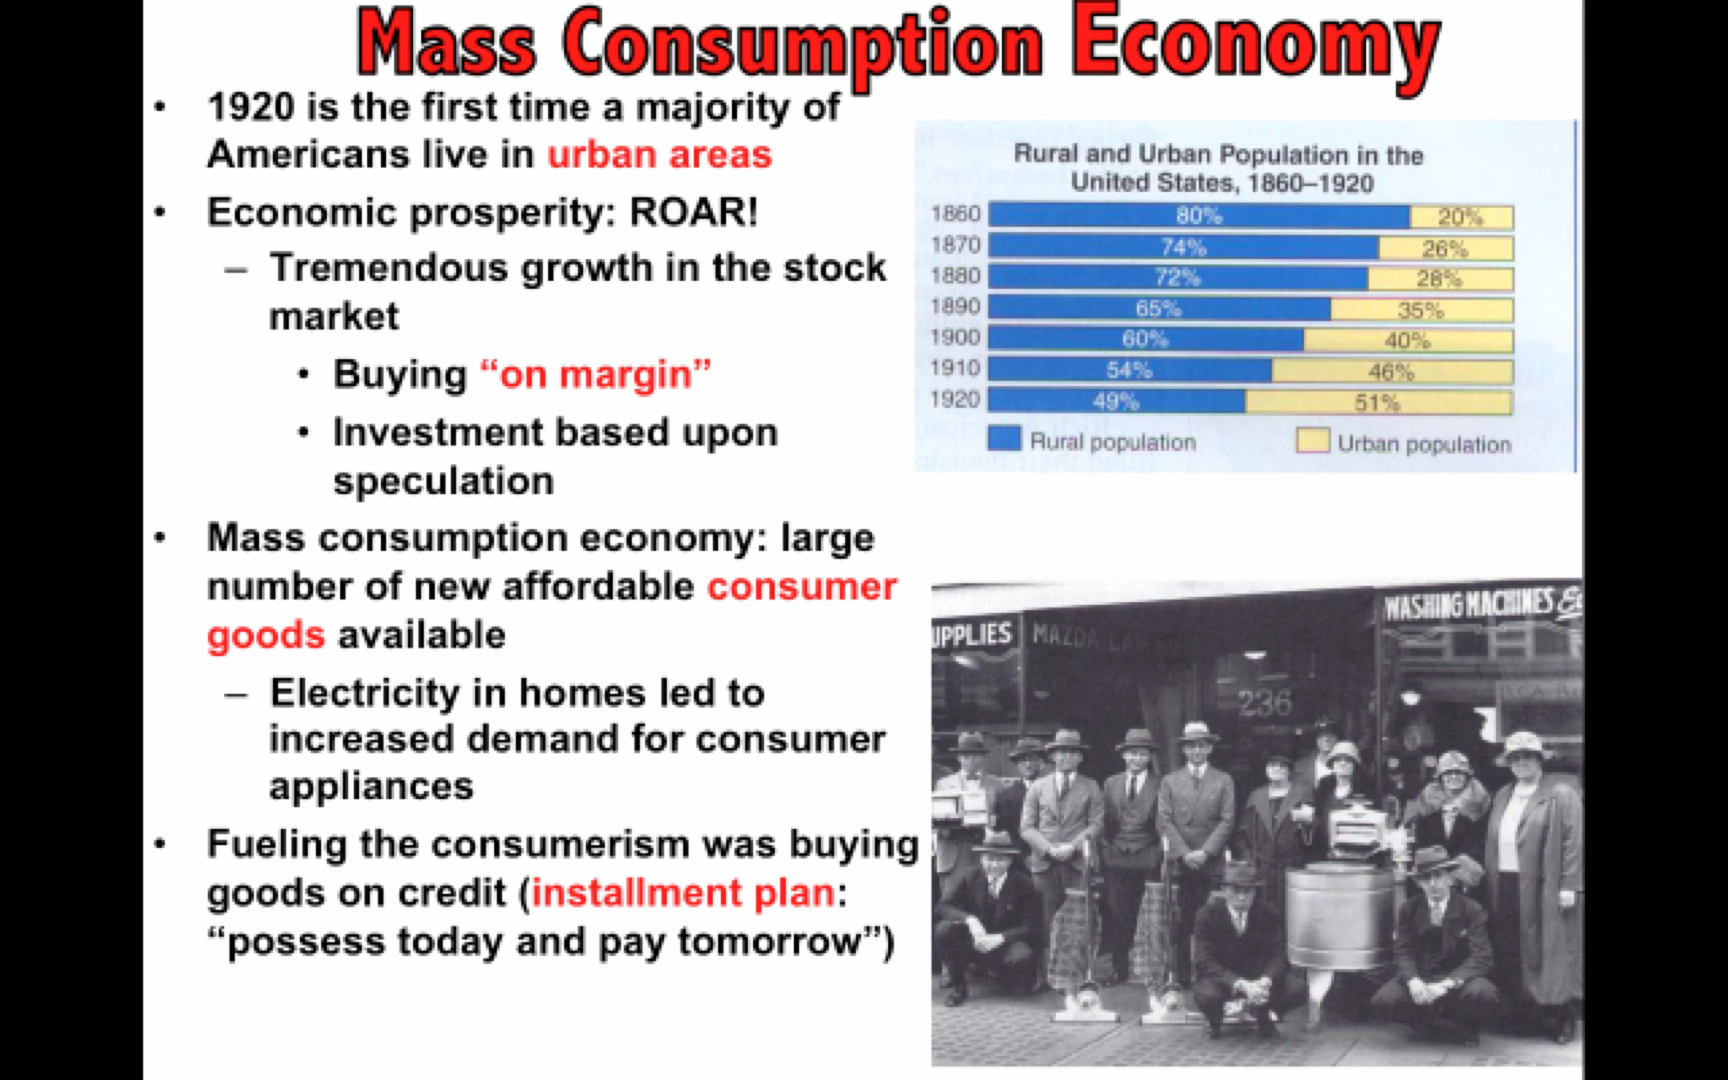 Mass Consumption Economy
• 1920 is the first time a majority of
Americans live in urban areas
• Economic prosperity: ROAR!
– Tremendous growth in the stock
market
• Buying “on margin”
• Investment based upon
speculation
• Mass consumption economy: large
number of new affordable consumer
goods available
– Electricity in homes led to
increased demand for consumer
appliances
• Fueling the consumerism was buying
goods on credit (installment plan:
“possess today and pay tomorrow”)
Rural and Urban Population in the
United States, 1860–1920
1860 80% 20%
1870 74% 26%
1880 72% 28%
1890 65% 35%
1900 60% 40%
1910 54% 46%
1920 49% 51%
Rural population Urban population
WASHING MACHINES
UPPLIES MAZDA
236